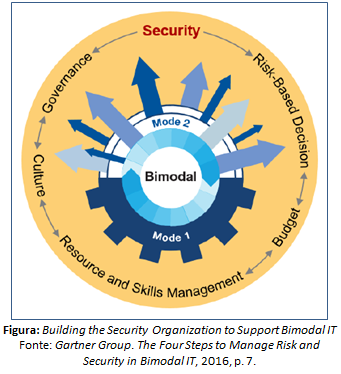 Security
Governance
Risk-Based Decision
Culture
Budget
Resource and Skills Management
Mode 2
Bimodal
Mode 1
Figura: Building the Security Organization to Support Bimodal IT
Fonte: Gartner Group. The Four Steps to Manage Risk and
Security in Bimodal IT, 2016, p.7.